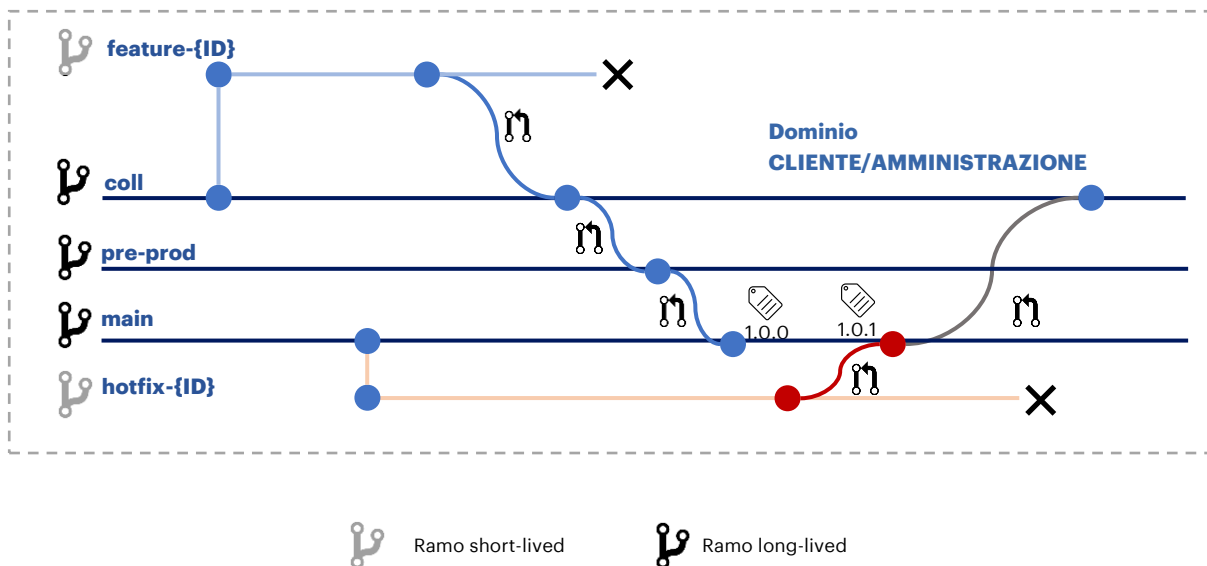 feature-{ID}
Dominio
CLIENTE/AMMINISTRAZIONE
coll
pre-prod
main
1.0.0
1.0.1
hotfix-{ID}
Ramo short-lived
Ramo long-lived